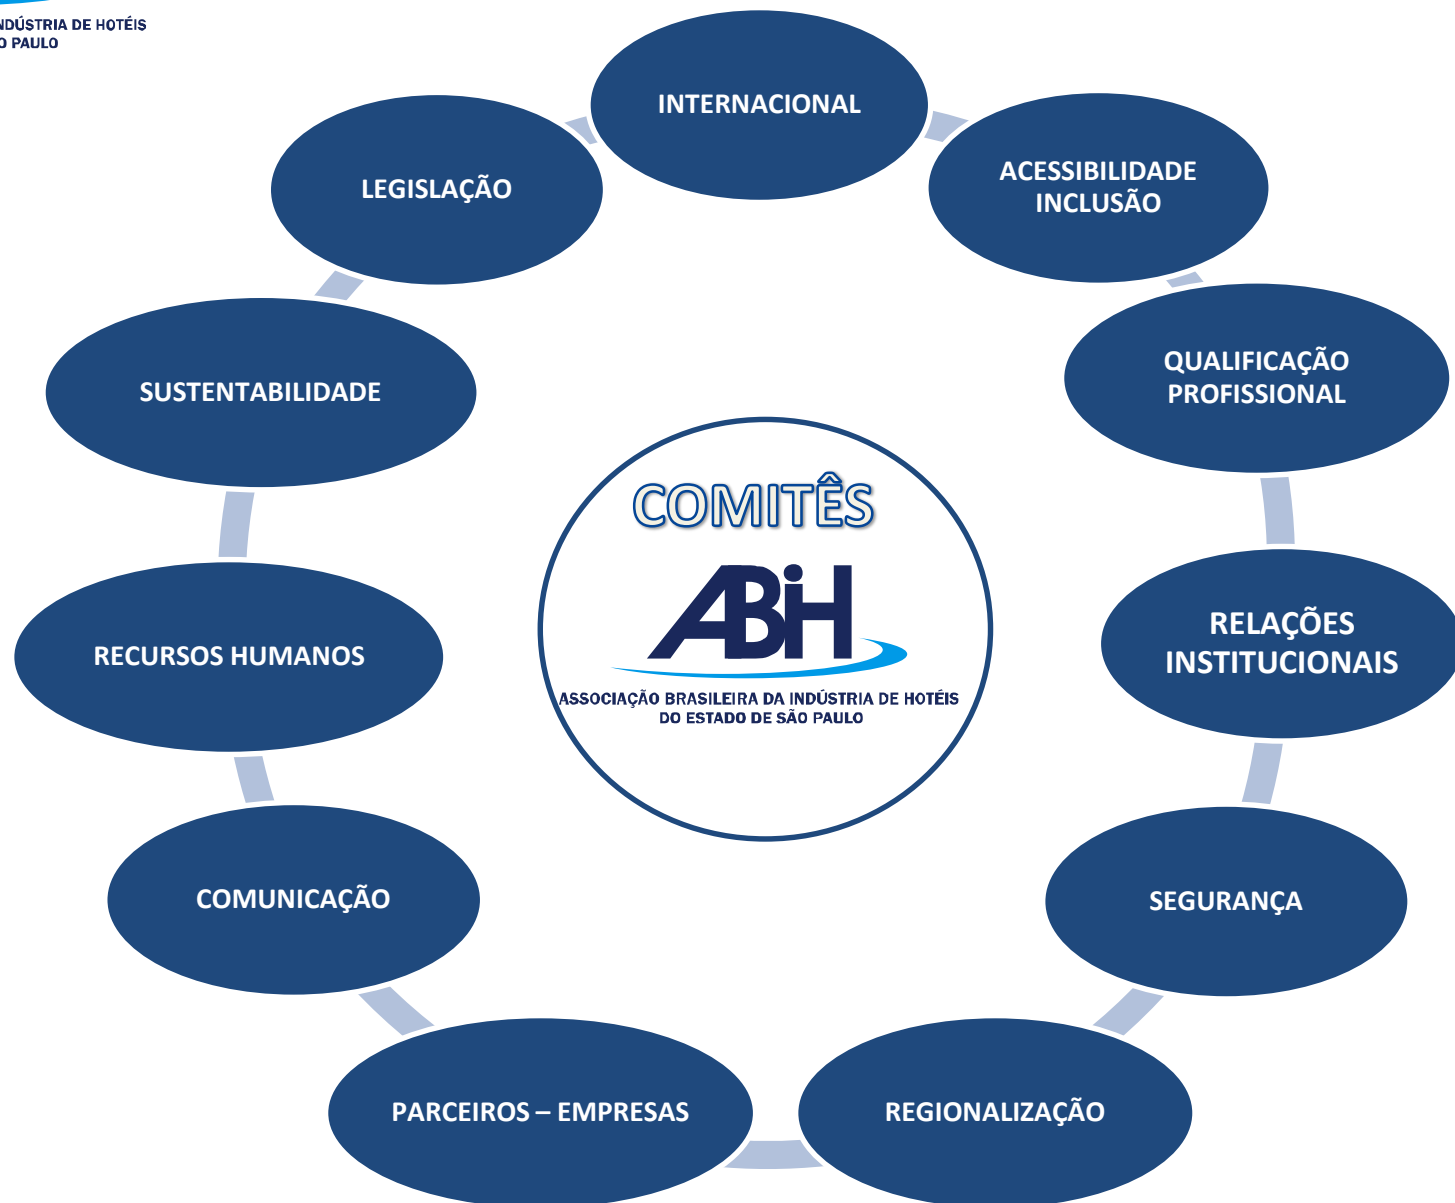 NDÚSTRIA DE HOTÉIS
O PAULO
INTERNACIONAL
ACESSIBILIDADE
INCLUSÃO
QUALIFICAÇÃO
PROFISSIONAL
RELAÇÕES
INSTITUCIONAIS
SEGURANÇA
REGIONALIZAÇÃO
PARCEIROS – EMPRESAS
COMUNICAÇÃO
RECURSOS HUMANOS
SUSTENTABILIDADE
LEGISLAÇÃO
COMITÊS
ABIH
ASSOCIAÇÃO BRASILEIRA DA INDÚSTRIA DE HOTÉIS
DO ESTADO DE SÃO PAULO